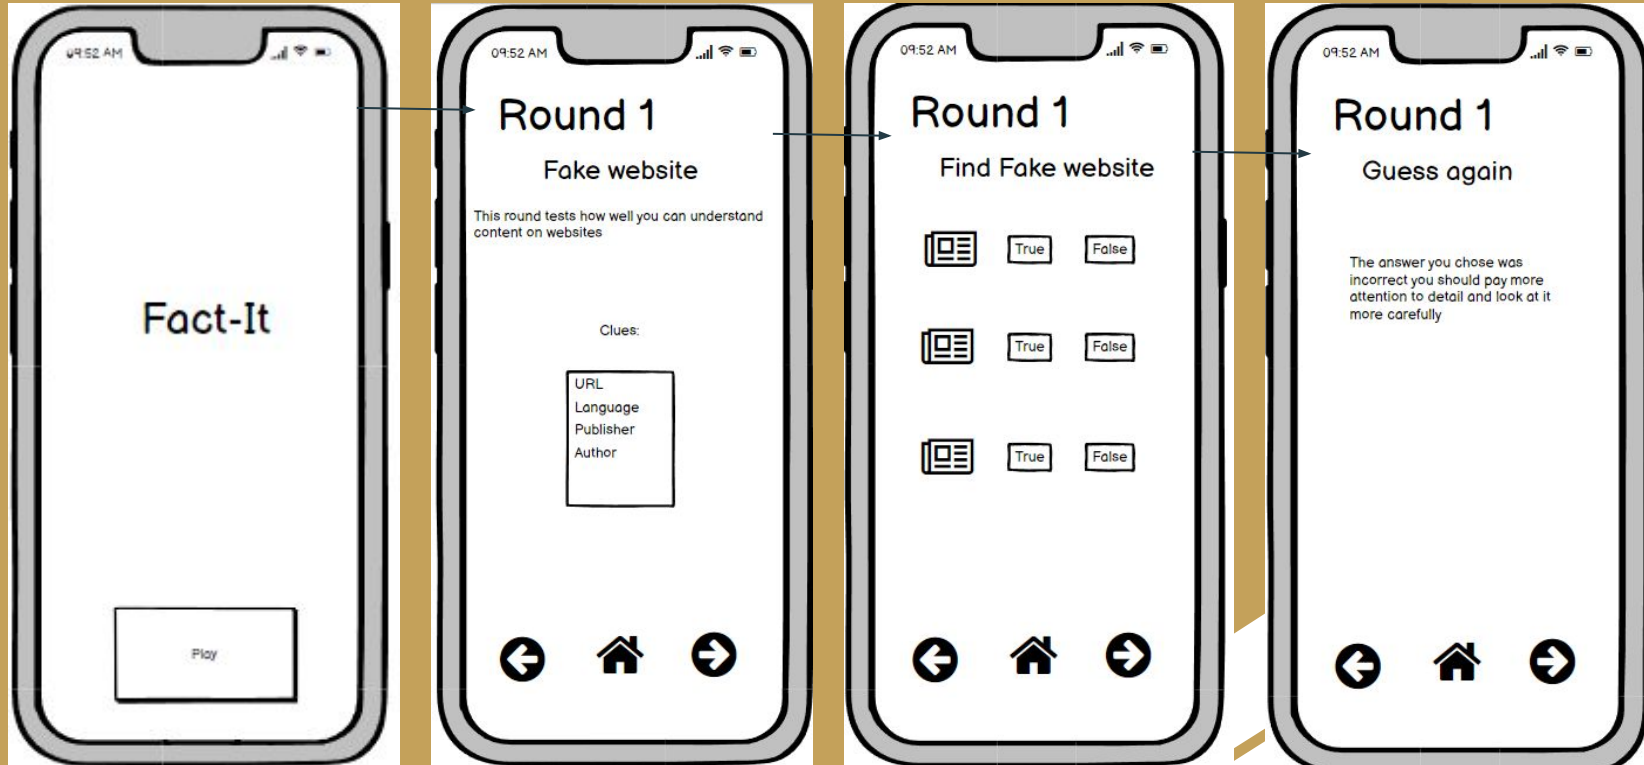 09:52 AM
Fact-It
Play
09:52 AM
Round 1
Fake website
This round tests how well you can understand
content on websites
Clues:
URL
Language
Publisher
Author
09:52 AM
Round 1
Find Fake website
True False
True False
True False
09:52 AM
Round 1
Guess again
The answer you chose was
incorrect you should pay more
attention to detail and look at it
more carefully